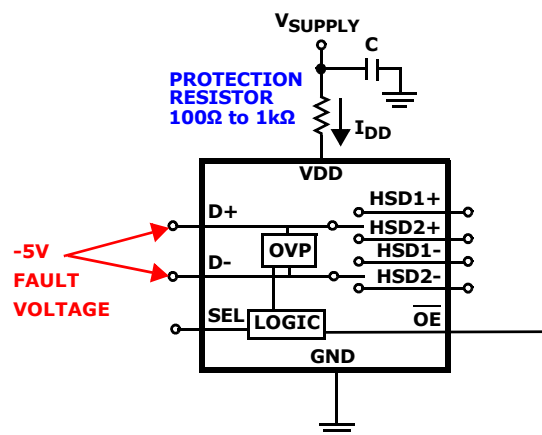 VSUPPLY
C
PROTECTION
RESISTOR
100Ω to 1kΩ
IDD
VDD
D+
HSD1+
HSD2+
OVP
HSD1-
D-
HSD2-
-5V
FAULT
VOLTAGE
SEL
LOGIC
OE
GND